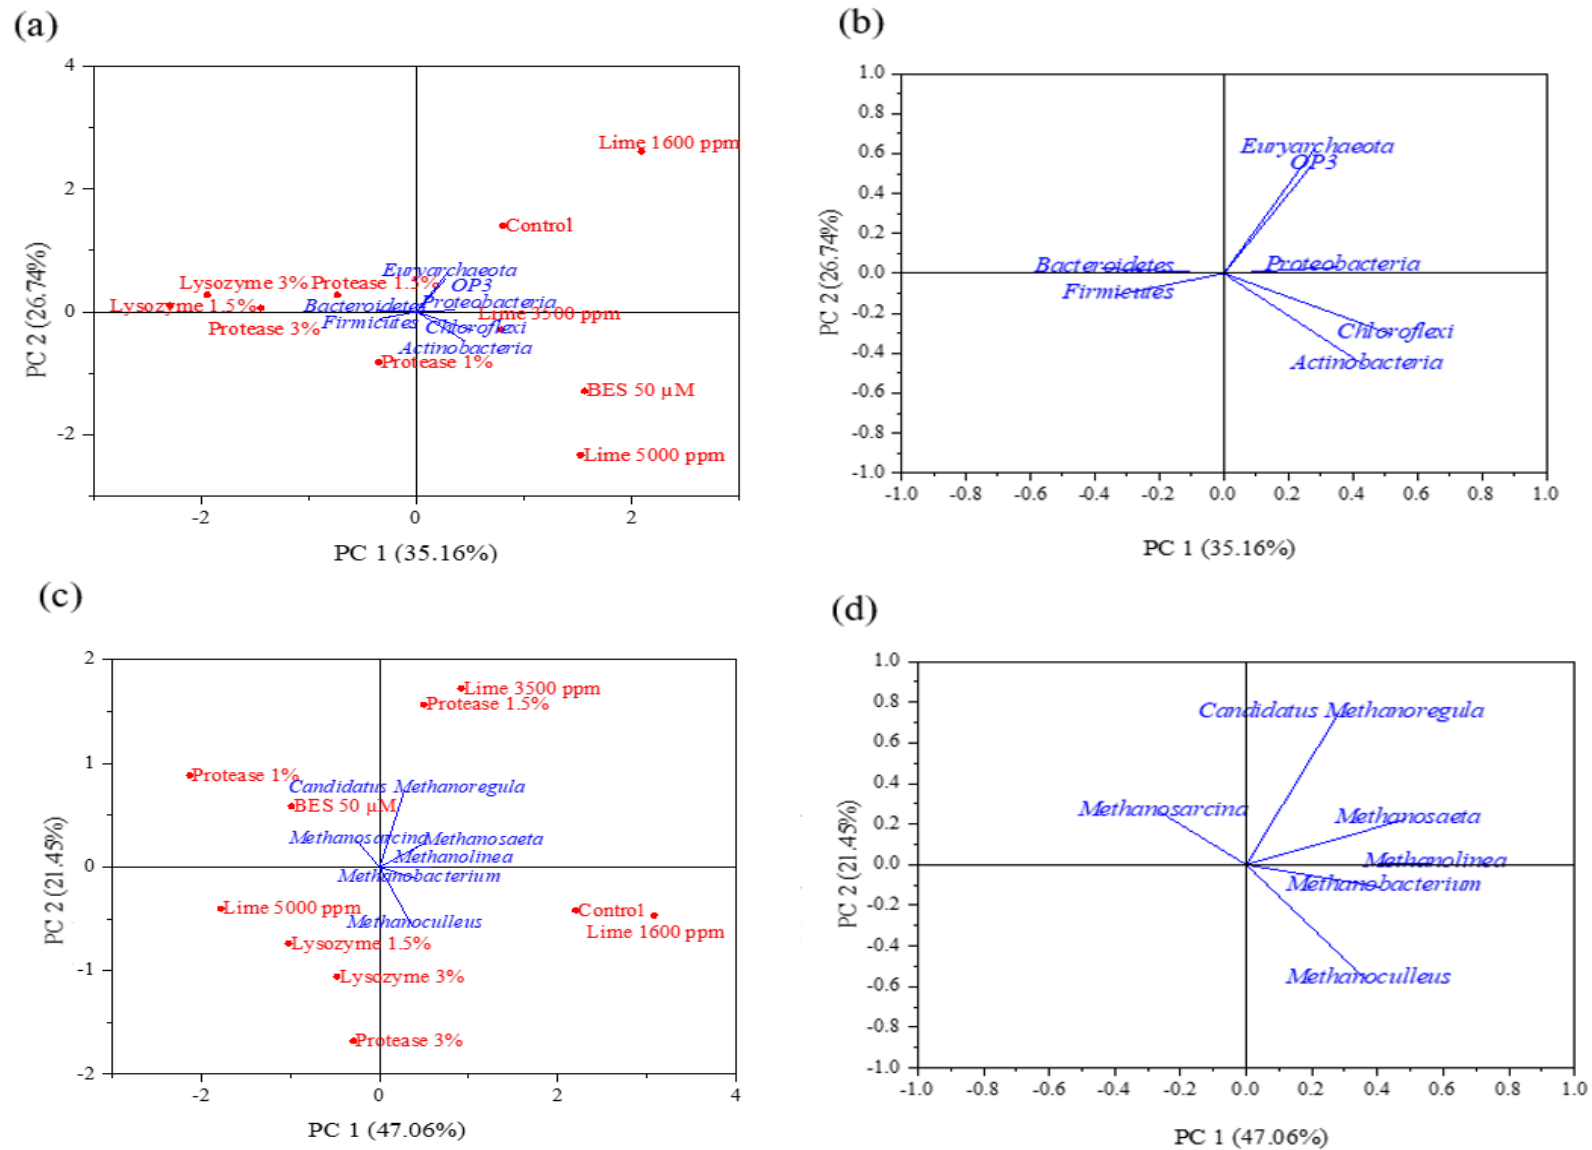 (a)
4
2
0
-2
PC 2 (26.74%)
Lime 1600 ppm
Control
Euryarchaeota
Lysozyme 3%
Protease 1.5%
OP3
Lysozyme 1.5%
Bacteroidetes
Proteobacteria
Lime 3500 ppm
Protease 3%
Firmicutes
Chloroflexi
Actinobacteria
Protease 1%
BES 50 µM
Lime 5000 ppm
-2
0
2
PC 1 (35.16%)
(b)
1.0
0.8
0.6
0.4
0.2
0.0
-0.2
-0.4
-0.6
-0.8
-1.0
PC 2 (26.74%)
Euryarchaeota
OP3
Bacteroidetes
Proteobacteria
Firmicutes
Chloroflexi
Actinobacteria
-1.0 -0.8 -0.6 -0.4 -0.2 0.0 0.2 0.4 0.6 0.8 1.0
PC 1 (35.16%)
(c)
2
1
0
-1
-2
PC 2 (21.45%)
Lime 3500 ppm
Protease 1.5%
Protease 1%
Candidatus Methanoregula
BES 50 µM
Methanosarcina
Methanosaeta
Methanolinea
Methanobacterium
Lime 5000 ppm
Control
Methanoculleus
Lime 1600 ppm
Lysozyme 1.5%
Lysozyme 3%
Protease 3%
-2
0
2
4
PC 1 (47.06%)
(d)
1.0
0.8
0.6
0.4
0.2
0.0
-0.2
-0.4
-0.6
-0.8
-1.0
PC 2 (21.45%)
Candidatus Methanoregula
Methanosarcina
Methanosaeta
Methanolinea
Methanobacterium
Methanoculleus
-1.0 -0.8 -0.6 -0.4 -0.2 0.0 0.2 0.4 0.6 0.8 1.0
PC 1 (47.06%)